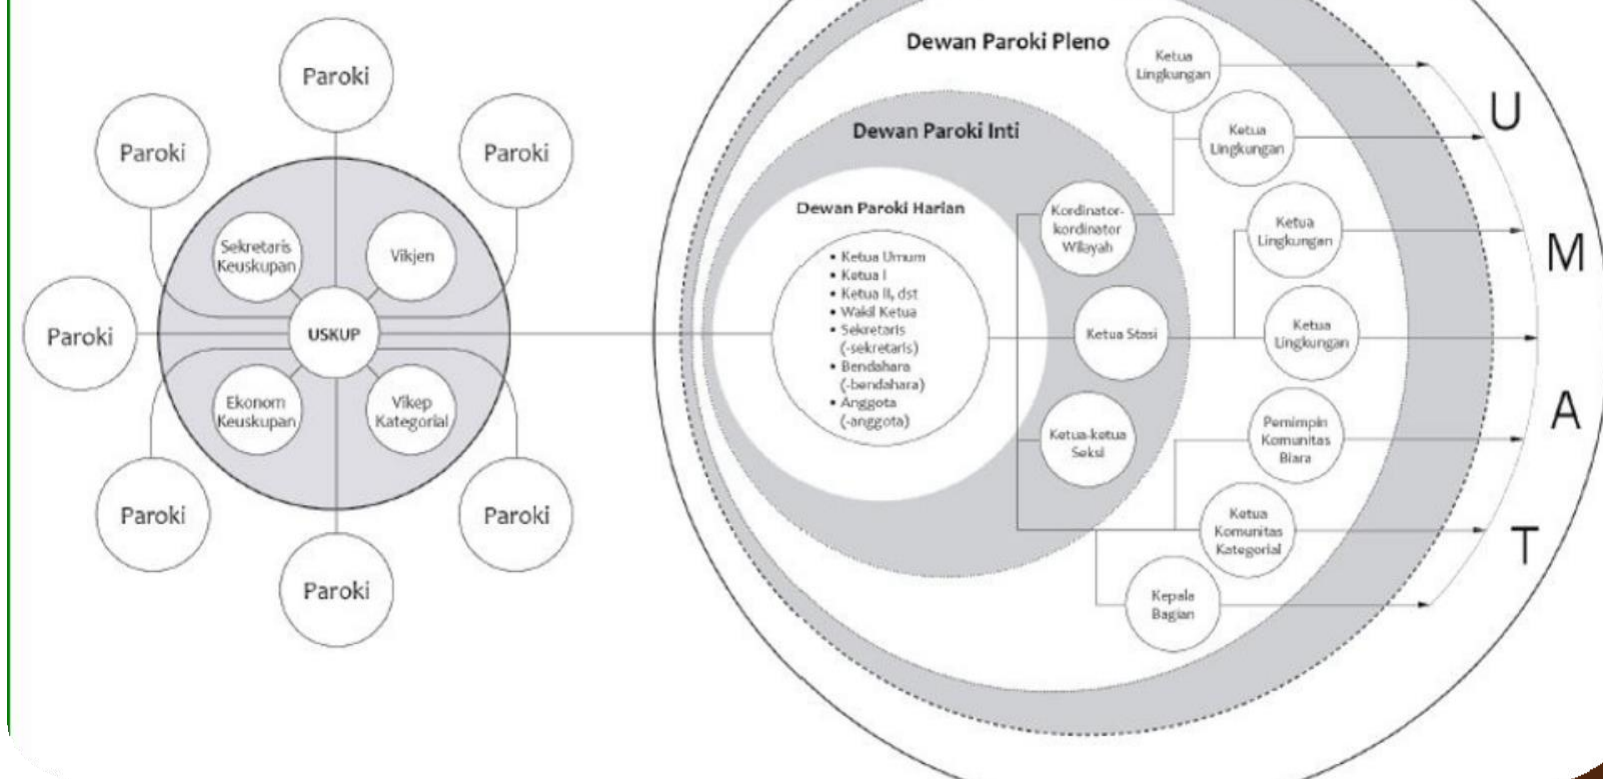 Paroki
Paroki
Paroki
Paroki
Paroki
Paroki
Paroki
Sekretaris
Keuskupan
Vikjen
USKUP
Ekonom
Keuskupan
Vikep
Kategorial
Dewan Paroki Pleno
Dewan Paroki Inti
Dewan Paroki Harian
• Ketua Umum
• Ketua I
• Ketua II, dst
• Wakil Ketua
• Sekretaris
(-sekretaris)
• Bendahara
(-bendahara)
• Anggota
(-anggota)
Kordinator-
kordinator
Wilayah
Ketua Stasi
Ketua-ketua
Seksi
Ketua
Lingkungan
Ketua
Lingkungan
Ketua
Lingkungan
Ketua
Lingkungan
Pemimpin
Komunitas
Biara
Ketua
Komunitas
Kategorial
Kepala
Bagian
U
M
A
T